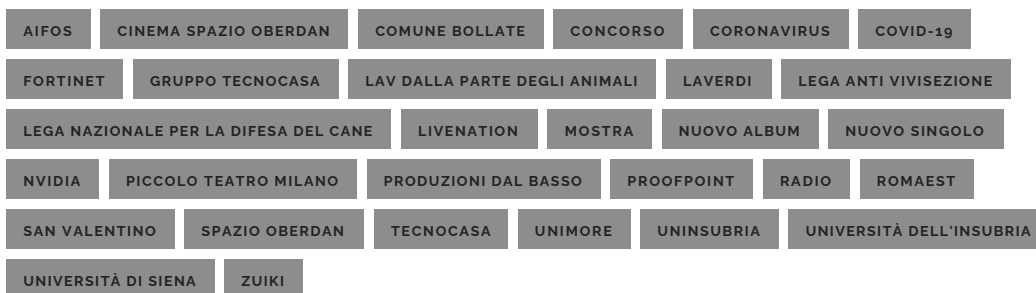 AIFOS CINEMA SPAZIO OBERDAN COMUNE BOLLATE CONCORSO CORONAVIRUS COVID-19
FORTINET GRUPPO TECNOCASA LAV DALLA PARTE DEGLI ANIMALI LAVERDI LEGA ANTI VIVISEZIONE
LEGA NAZIONALE PER LA DIFESA DEL CANE LIVENATION MOSTRA NUOVO ALBUM NUOVO SINGOLO
NVIDIA PICCOLO TEATRO MILANO PRODUZIONI DAL BASSO PROOFPOINT RADIO ROMAEST
SAN VALENTINO SPAZIO OBERDAN TECNOCASA UNIMORE UNINSUBRIA UNIVERSITÀ DELL'INSUBRIA
UNIVERSITÀ DI SIENA ZUIKI